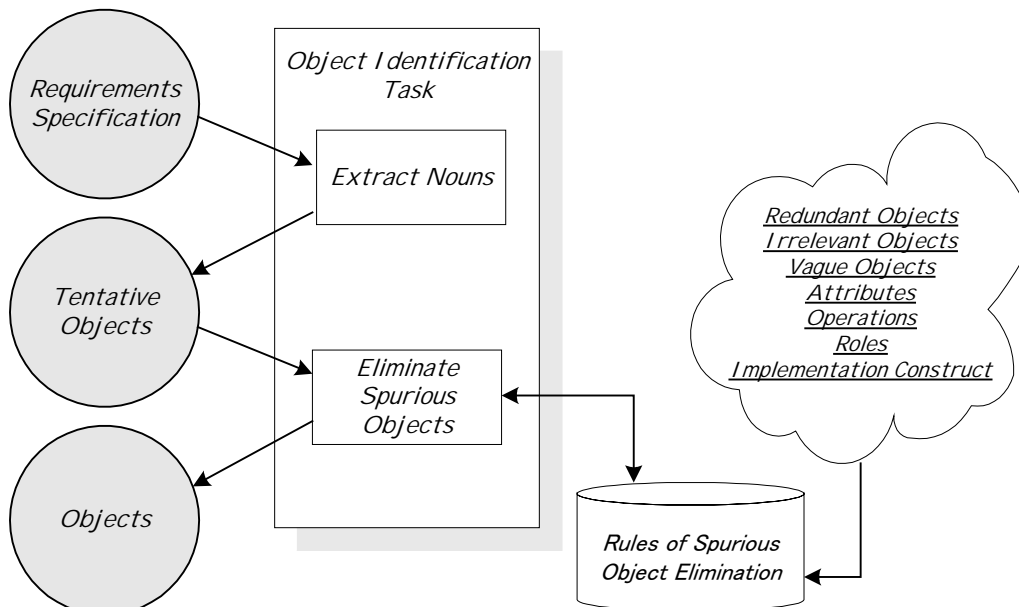 Requirements
Specification
Object Identification
Task
Extract Nouns
Tentative
Objects
Eliminate
Spurious
Objects
Objects
Redundant Objects
Irrelevant Objects
Vague Objects
Attributes
Operations
Roles
Implementation Construct
Rules of Spurious
Object Elimination